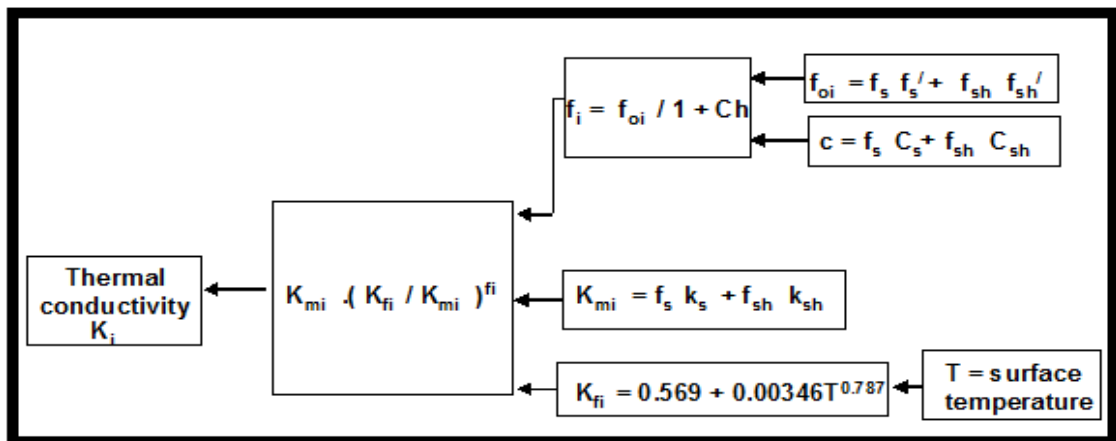 f_oi = f_s f_s/ + f_sh f_sh/
f_i = f_oi / 1 + Ch
c = f_s C_s+ f_sh C_sh
Thermal
conductivity
K_i
K_mi .( K_fi / K_mi )^fi
K_mi = f_s k_s + f_sh k_sh
K_fi = 0.569 + 0.00346T^0.787
T = surface
temperature